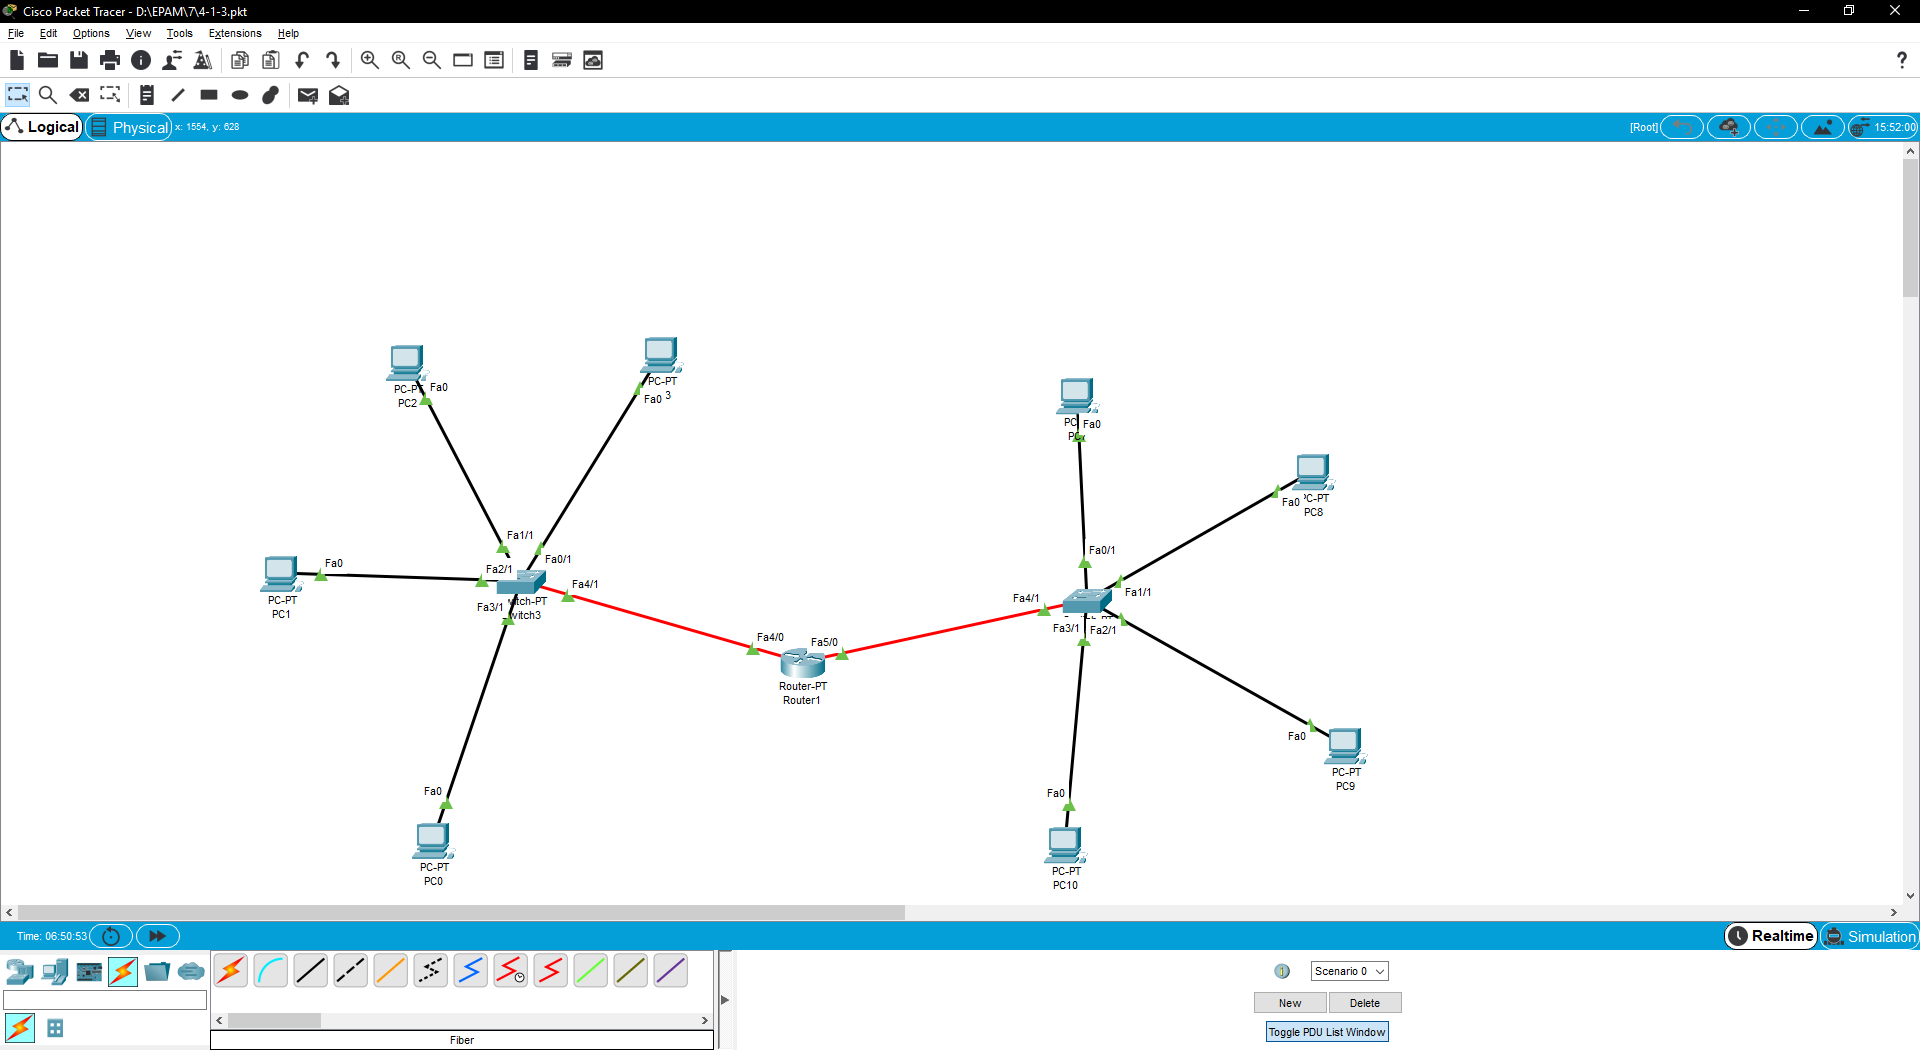 Cisco Packet Tracer - D:\EPAM\7\4-1-3.pkt
File Edit Options View Tools Extensions Help
Logical Physical x: 1554, y: 628 [Root] 15:52:00
PC-PT
PC2
Fa0
PC-PT
3
Fa0
PC
Fa0
PC-PT
PC8
Fa0
Fa1/1
Fa0/1
Fa2/1
Fa3/1
Fa4/1
Fa0
PC-PT
PC1
Fa0/1
Fa1/1
Fa4/1
Fa3/1
Fa2/1
Fa4/0
Fa5/0
Router-PT
Router1
Fa0
PC-PT
PC9
Fa0
PC-PT
PC0
Fa0
PC-PT
PC10
Time: 06:50:53 Realtime Simulation
Scenario 0
New Delete
Toggle PDU List Window
Fiber